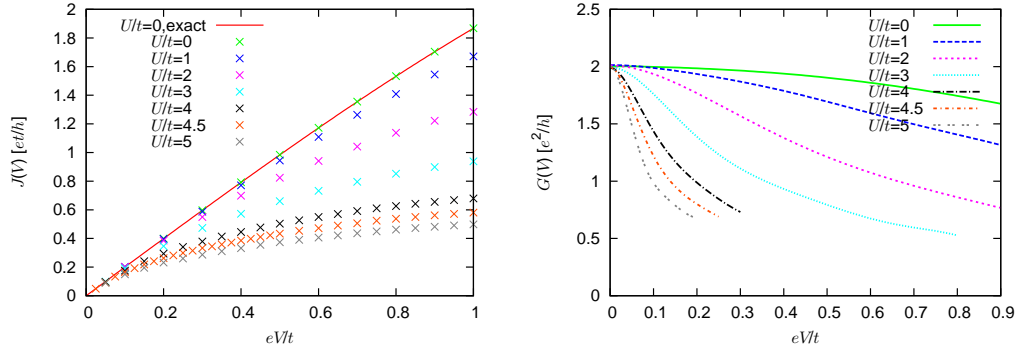 U/t=0,exact
U/t=0
U/t=1
U/t=2
U/t=3
U/t=4
U/t=4.5
U/t=5
J(V) [et/h]
2
1.8
1.6
1.4
1.2
1
0.8
0.6
0.4
0.2
0
0 0.2 0.4 0.6 0.8 1
eV/t
U/t=0
U/t=1
U/t=2
U/t=3
U/t=4
U/t=4.5
U/t=5
G(V) [e²/h]
2.5
2
1.5
1
0.5
0
0 0.1 0.2 0.3 0.4 0.5 0.6 0.7 0.8 0.9
eV/t